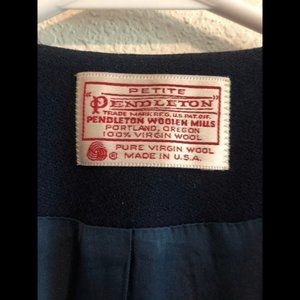 PETITE
"PENDLETON"
TRADE MARK REG. U.S. PAT. OFF.
PENDLETON WOOLEN MILLS
PORTLAND, OREGON
100% VIRGIN WOOL
PURE VIRGIN WOOL
MADE IN U.S.A.